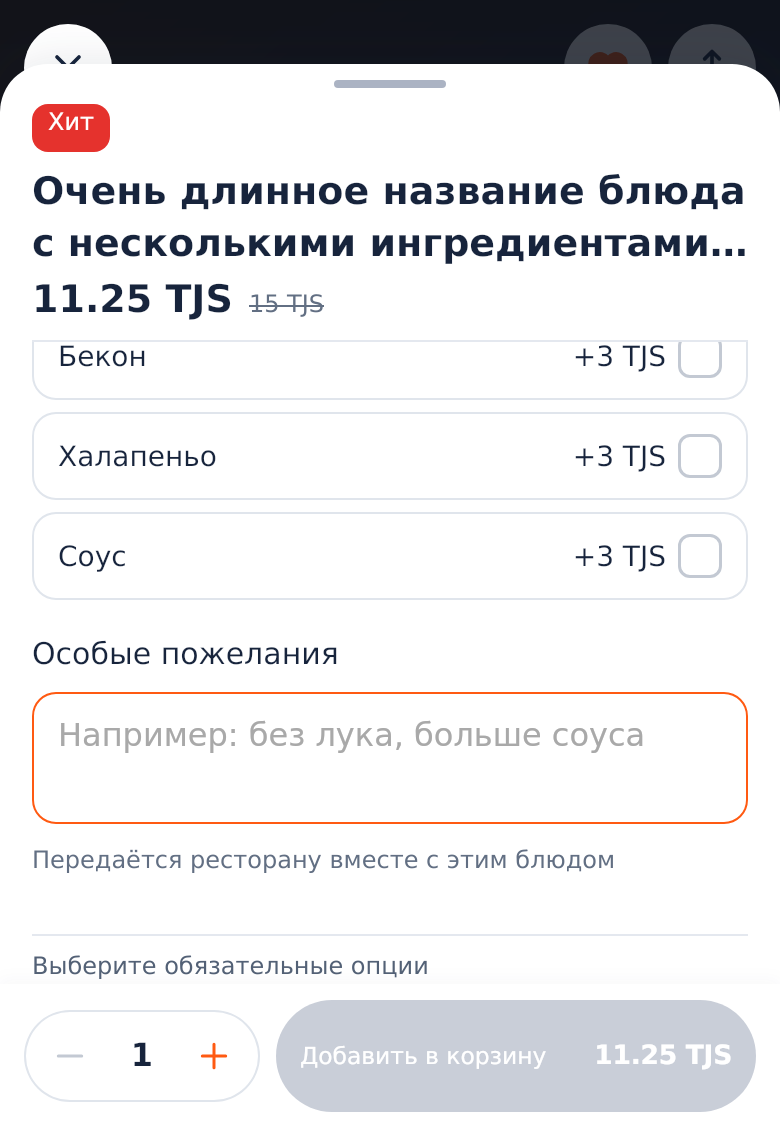 Хит
Очень длинное название блюда
с несколькими ингредиентами...
11.25 TJS 15 TJS
Бекон +3 TJS
Халапеньо +3 TJS
Соус +3 TJS
Особые пожелания
Например: без лука, больше соуса
Передаётся ресторану вместе с этим блюдом
Выберите обязательные опции
1
Добавить в корзину 11.25 TJS